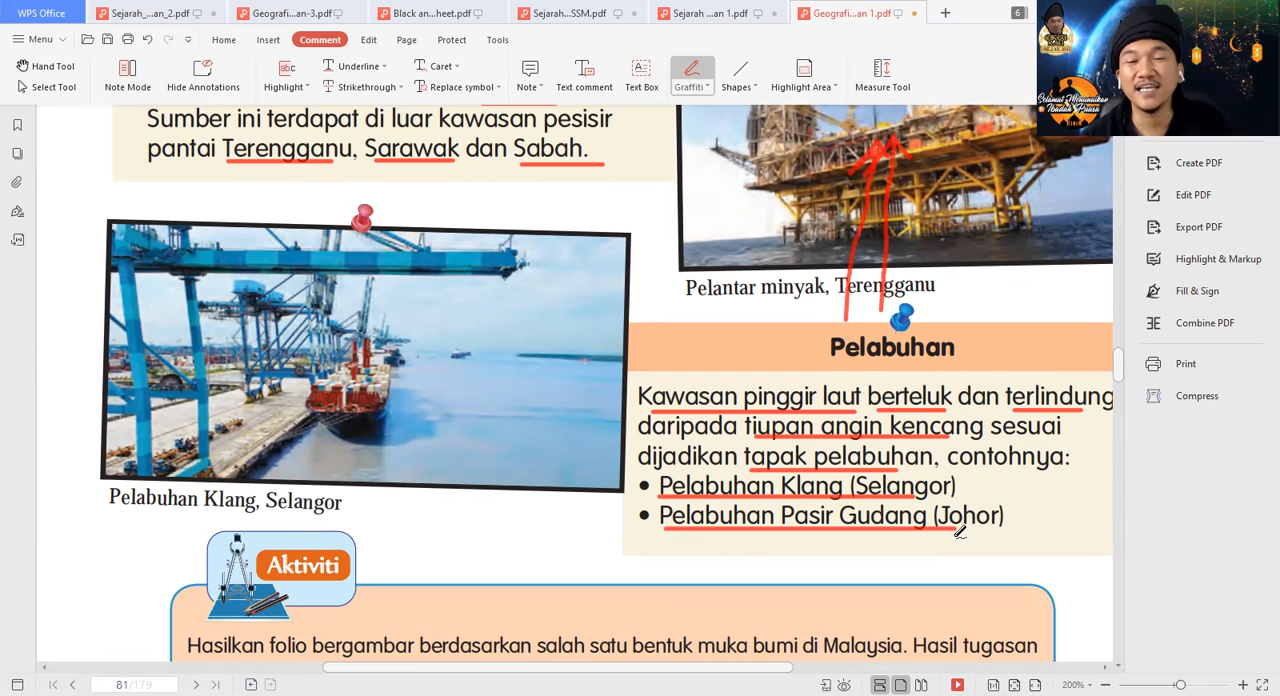 WPS Office
Sejarah_...an_2.pdf
Geografi...an-3.pdf
Black an...heet.pdf
Sejarah...SSM.pdf
Sejarah ...an 1.pdf
Geografi...an 1.pdf
6
Menu
Home
Insert
Comment
Edit
Page
Protect
Tools
Hand Tool
Select Tool
Note Mode
Hide Annotations
Highlight
Underline
Strikethrough
Caret
Replace symbol
Note
Text comment
Text Box
Graffiti
Shapes
Highlight Area
Measure Tool
Selamat Menunaikan
Ibadah Puasa
Create PDF
Edit PDF
Export PDF
Highlight & Markup
Fill & Sign
Combine PDF
Print
Compress
Sumber ini terdapat di luar kawasan pesisir
pantai Terengganu, Sarawak dan Sabah.
Pelantar minyak, Terengganu
Pelabuhan Klang, Selangor
Pelabuhan
Kawasan pinggir laut berteluk dan terlindung
daripada tiupan angin kencang sesuai
dijadikan tapak pelabuhan, contohnya:
• Pelabuhan Klang (Selangor)
• Pelabuhan Pasir Gudang (Johor)
Aktiviti
Hasilkan folio bergambar berdasarkan salah satu bentuk muka bumi di Malaysia. Hasil tugasan
81/179
200%